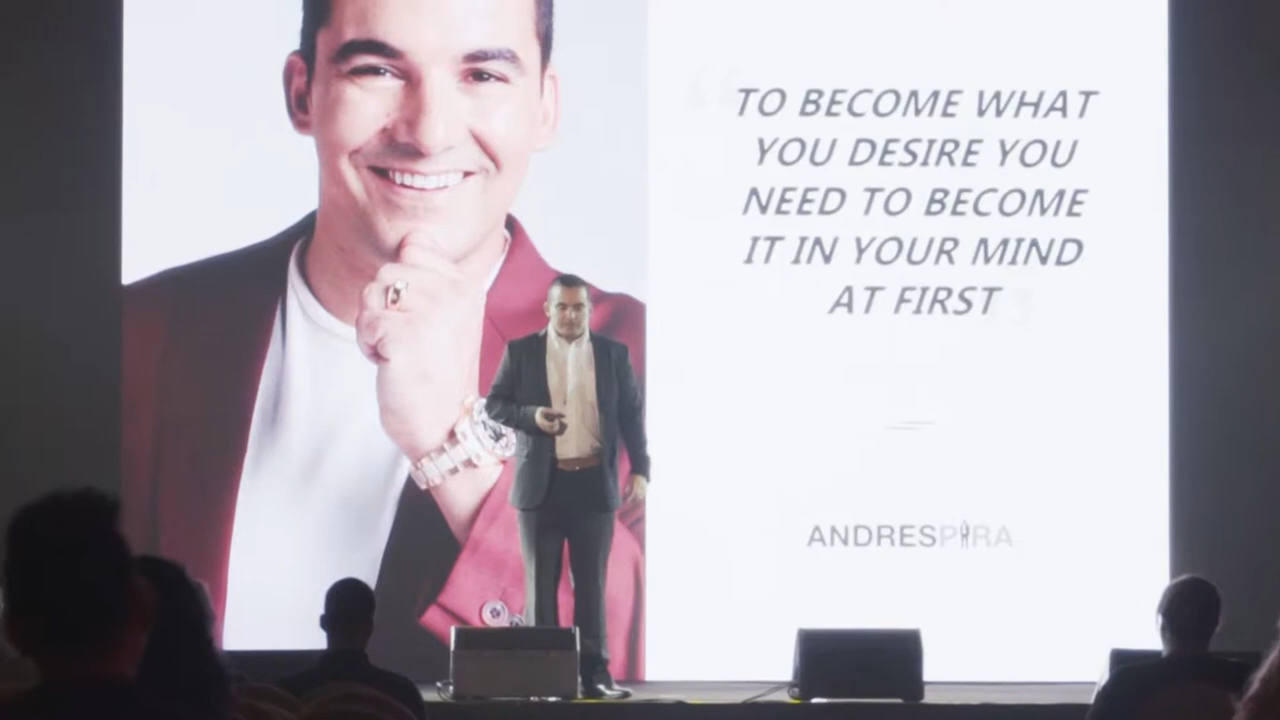 TO BECOME WHAT
YOU DESIRE YOU
NEED TO BECOME
IT IN YOUR MIND
AT FIRST
ANDRESPIRA